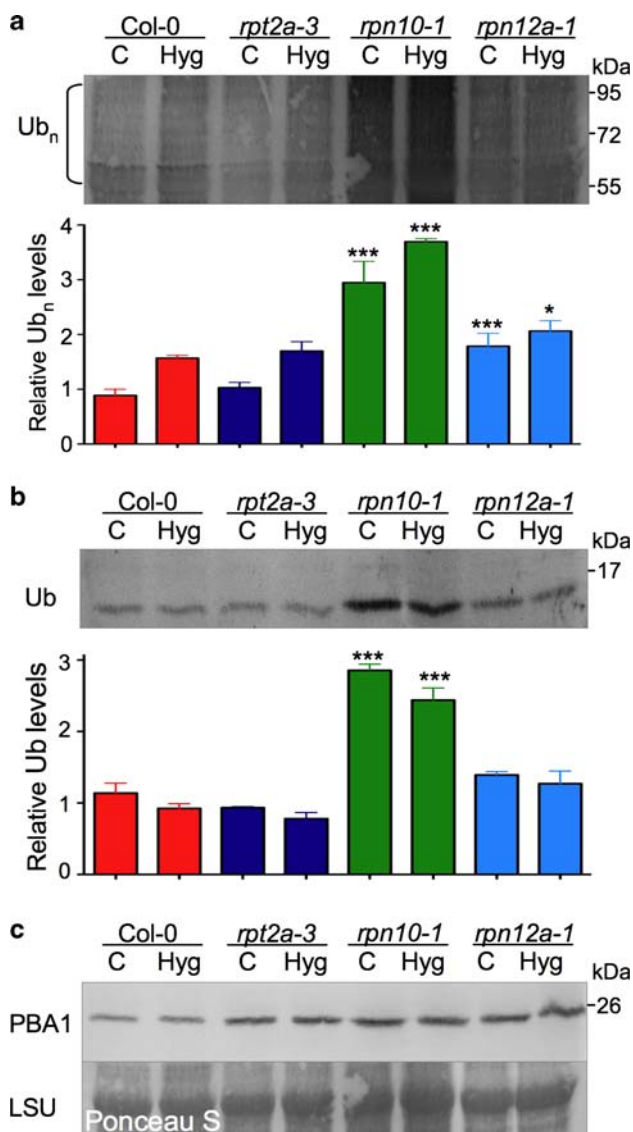 a
Col-0 rpt2a-3 rpn10-1 rpn12a-1
C Hyg C Hyg C Hyg C Hyg
kDa
Ubn
95
72
55
Relative Ubn levels
4
3
2
1
0
*** *** *** *
b
Col-0 rpt2a-3 rpn10-1 rpn12a-1
C Hyg C Hyg C Hyg C Hyg
kDa
17
Ub
Relative Ub levels
3
2
1
0
*** ***
c
Col-0 rpt2a-3 rpn10-1 rpn12a-1
C Hyg C Hyg C Hyg C Hyg
kDa
26
PBA1
LSU
Ponceau S